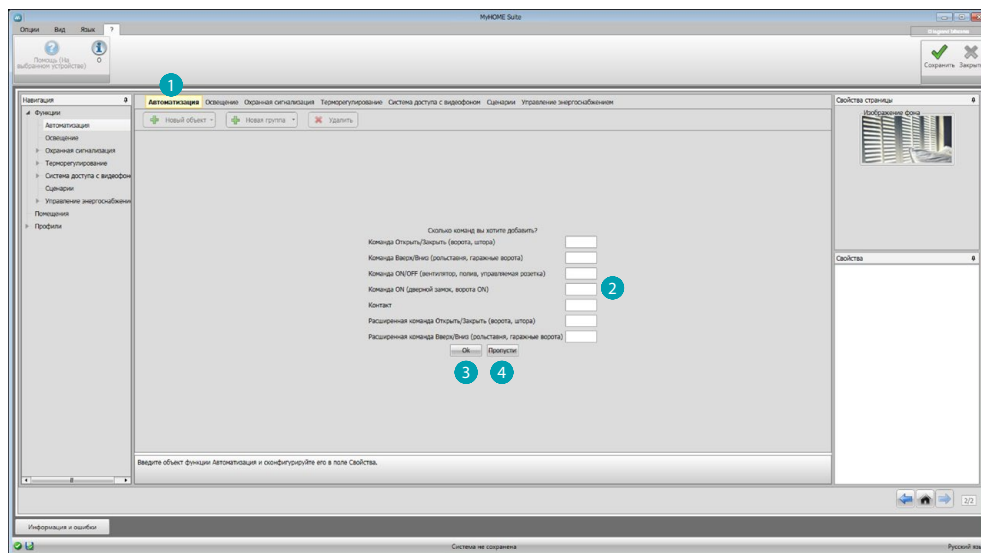 MyHOME Suite
Опции Вид Язык ?
Помощь (На выбранном устройстве)
О
Сохранить Закрыть
1
Навигация
Функции
Автоматизация
Освещение
Охранная сигнализация
Терморегулирование
Система доступа с видеофон
Сценарии
Управление энергоснабжени
Помещения
Профили
Автоматизация Освещение Охранная сигнализация Терморегулирование Система доступа с видеофоном Сценарии Управление энергоснабжением
Новый объект Новая группа Удалить
Сколько команд вы хотите добавить?
Команда Открыть/Закрыть (ворота, штора)
Команда Вверх/Вниз (рольставня, гаражные ворота)
Команда ON/OFF (вентилятор, полив, управляемая розетка)
Команда ON (дверной замок, ворота ON)
2
Контакт
Расширенная команда Открыть/Закрыть (ворота, штора)
Расширенная команда Вверх/Вниз (рольставня, гаражные ворота)
Ok Пропусти
3 4
Введите объект функции Автоматизация и сконфигурируйте его в поле Свойства.
Свойства страницы
Изображение фона
Свойства
2/2
Информация и ошибки
Система не сохранена
Русский язы